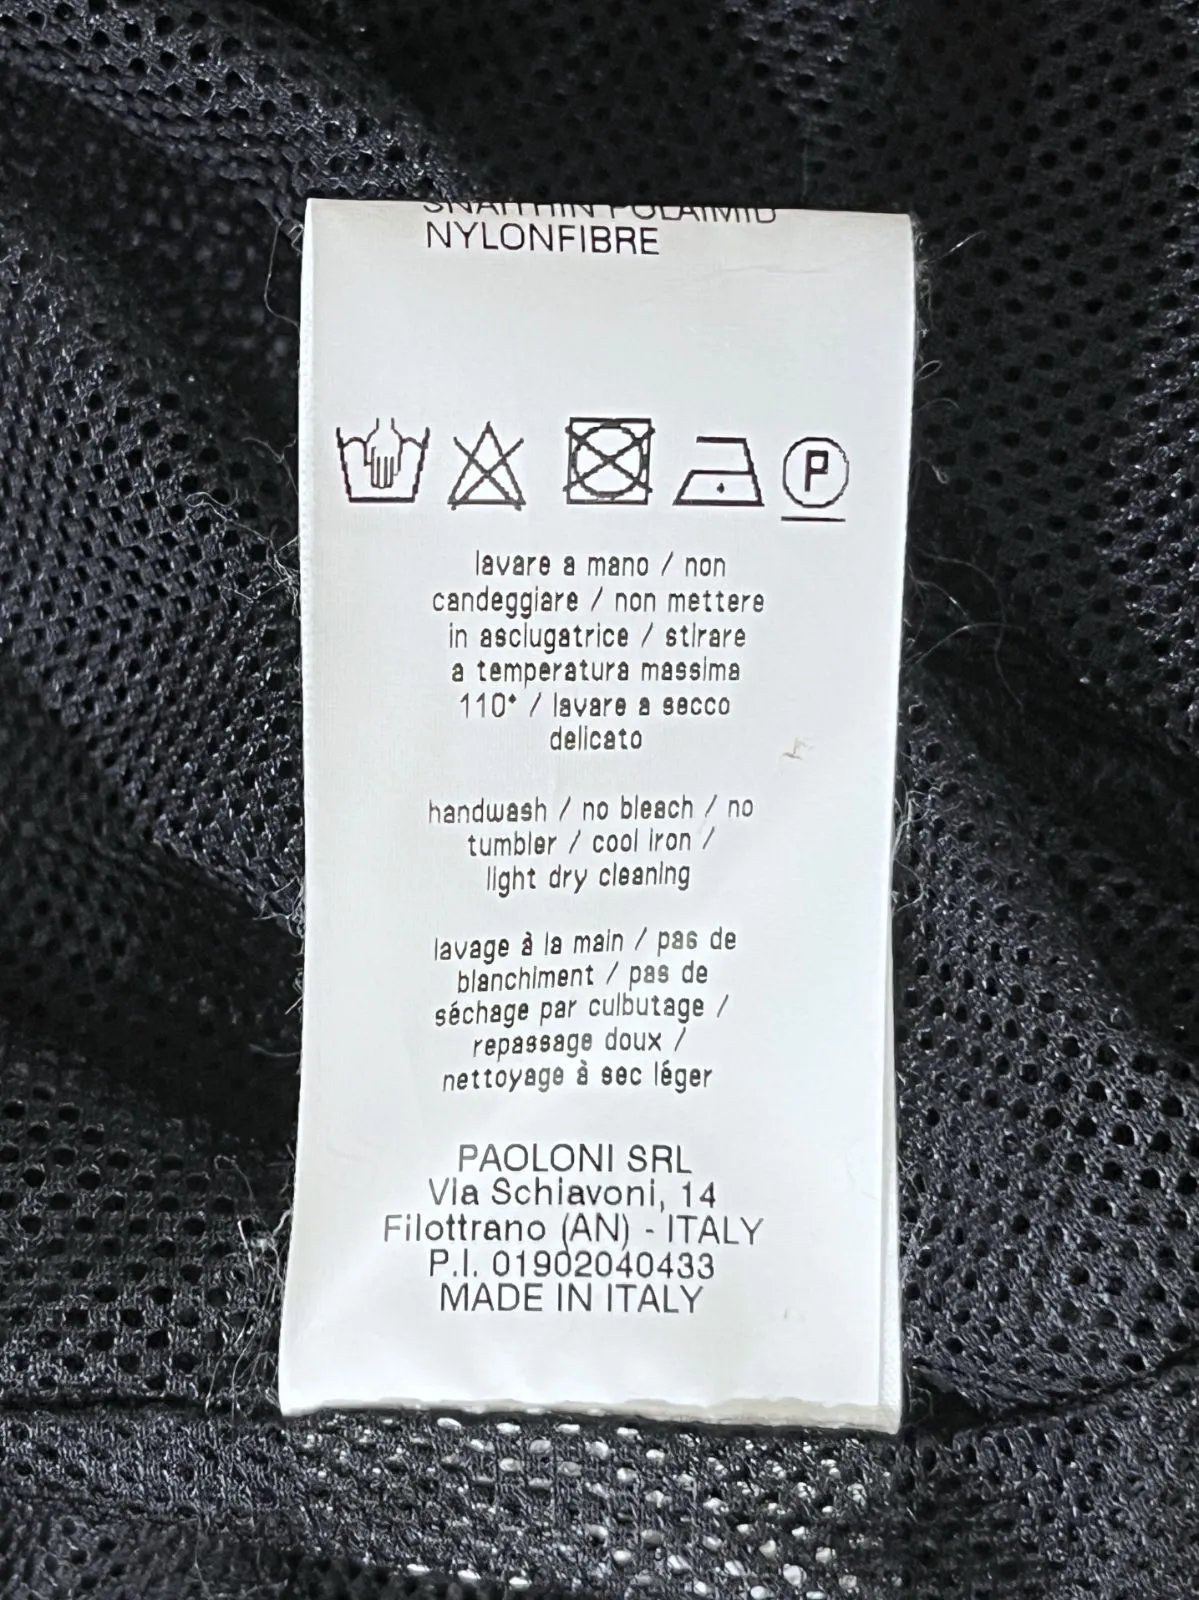 NYLONFIBRE
P
lavare a mano / non
candeggiare / non mettere
in asciugatrice / stirare
a temperatura massima
110° / lavare a secco
delicato
handwash / no bleach / no
tumbler / cool iron /
light dry cleaning
lavage à la main / pas de
blanchiment / pas de
séchage par culbutage /
repassage doux /
nettoyage à sec léger
PAOLONI SRL
Via Schiavoni, 14
Filottrano (AN) - ITALY
P.I. 01902040433
MADE IN ITALY